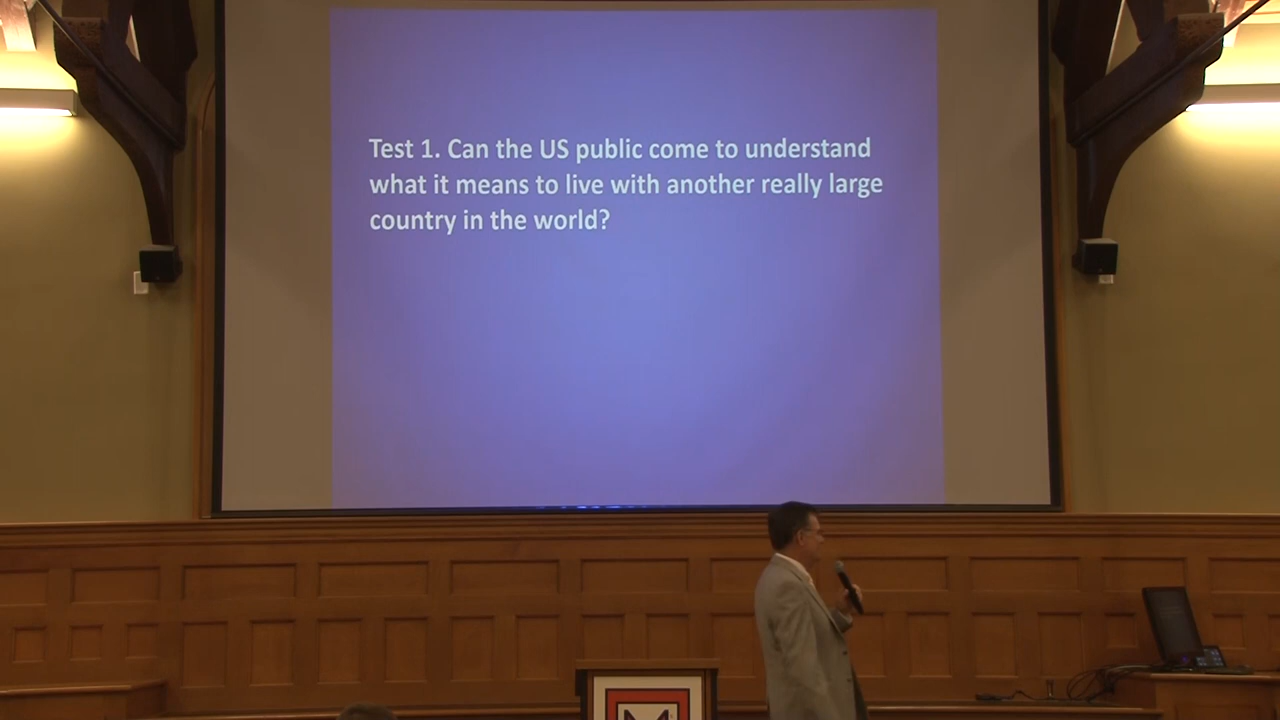 Test 1. Can the US public come to understand
what it means to live with another really large
country in the world?